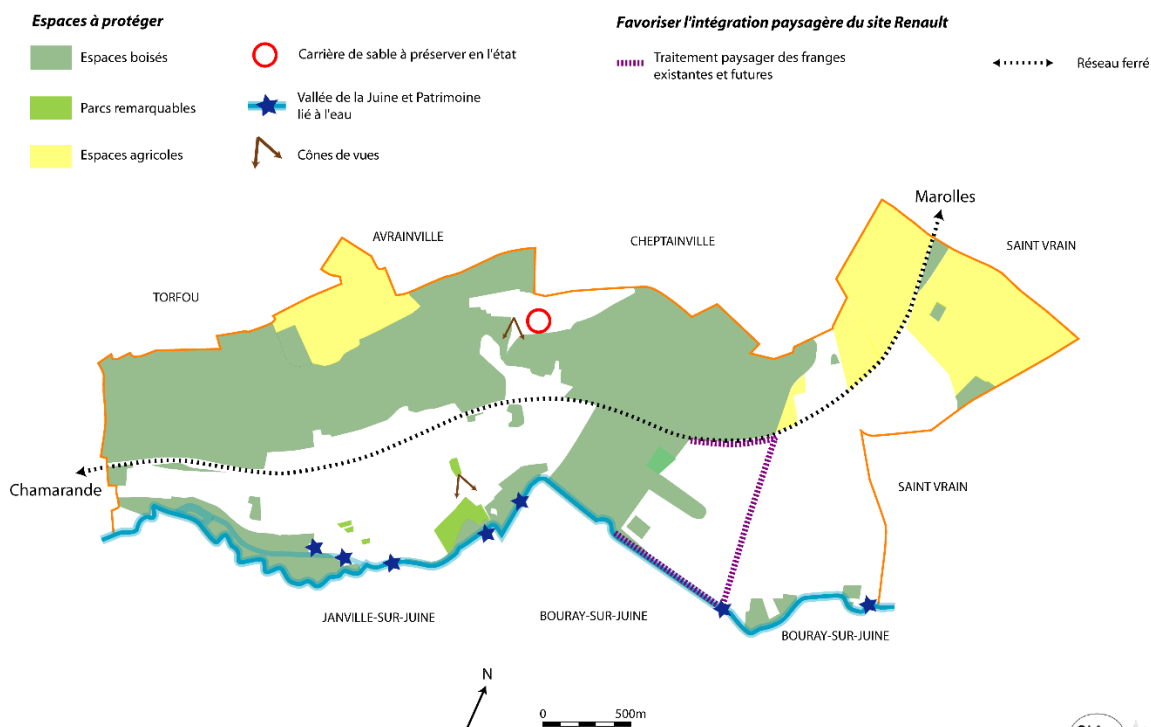 Espaces à protéger
Favoriser l'intégration paysagère du site Renault
Espaces boisés
Carrière de sable à préserver en l'état
Traitement paysager des franges
existantes et futures
Réseau ferré
Parcs remarquables
Vallée de la Juine et Patrimoine
lié à l'eau
Espaces agricoles
Cônes de vues
Marolles
AVRAINVILLE
CHEPTAINVILLE
SAINT VRAIN
TORFOU
Chamarande
SAINT VRAIN
JANVILLE-SUR-JUINE
BOURAY-SUR-JUINE
BOURAY-SUR-JUINE
N
0
500m